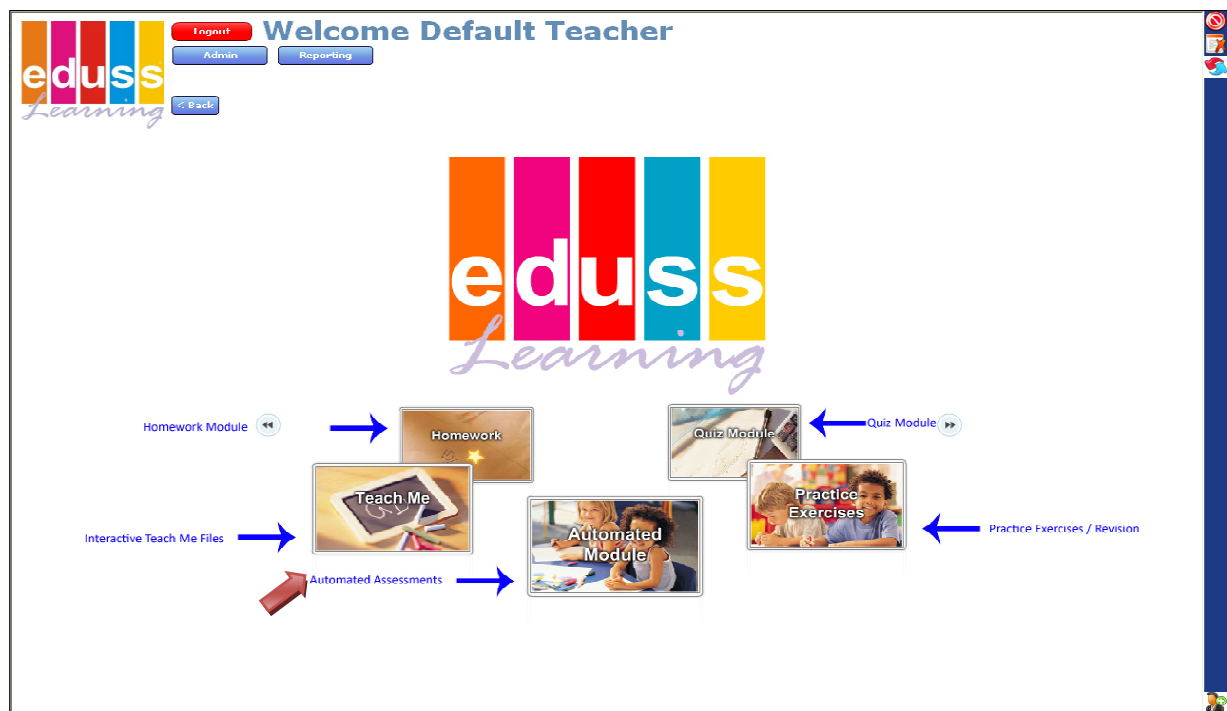 eduss
Learning
Logout
Welcome Default Teacher
Admin
Reporting
< Back
eduss
Learning
Homework Module
Homework
Quiz Module
Quiz Module
Teach Me
Practice
Exercises
Interactive Teach Me Files
Automated
Module
Practice Exercises / Revision
Automated Assessments